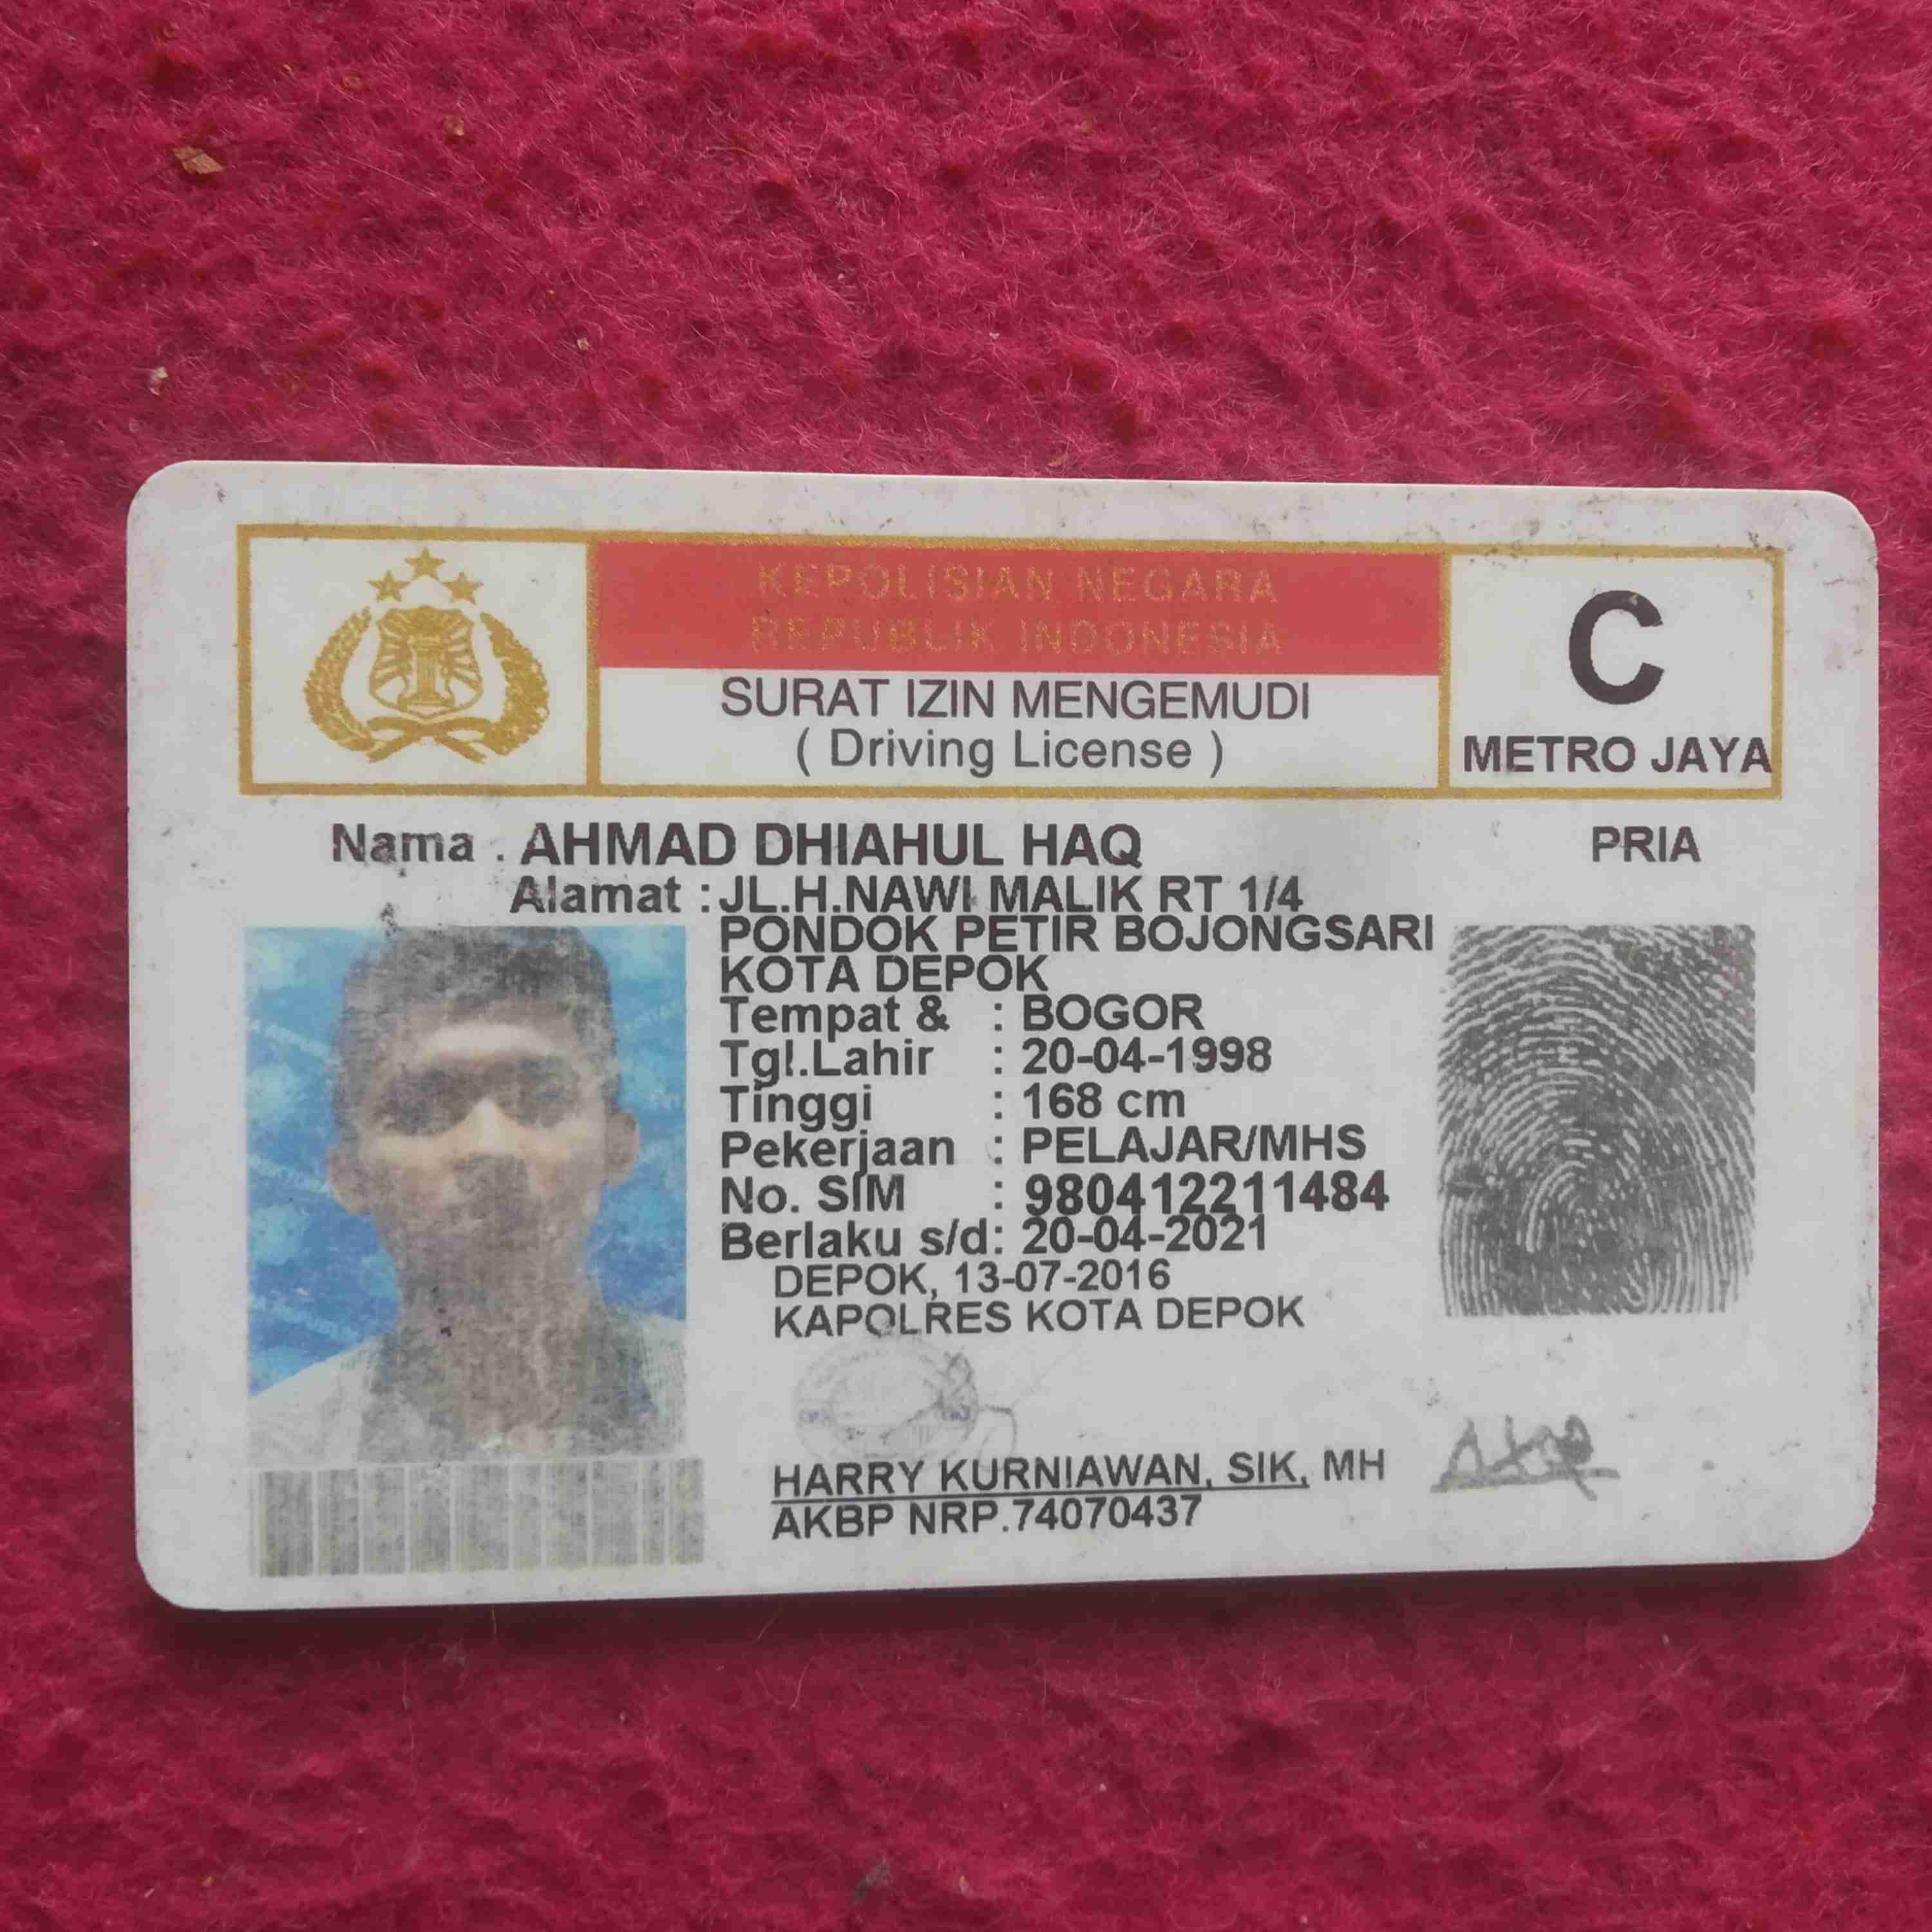 KEPOLISIAN NEGARA
REPUBLIK INDONESIA
SURAT IZIN MENGEMUDI
( Driving License )
C
METRO JAYA
Nama . AHMAD DHIAHUL HAQ
PRIA
Alamat : JL.H.NAWI MALIK RT 1/4
PONDOK PETIR BOJONGSARI
KOTA DEPOK
Tempat & : BOGOR
Tgl.Lahir : 20-04-1998
Tinggi : 168 cm
Pekerjaan : PELAJAR/MHS
No. SIM : 980412211484
Berlaku s/d: 20-04-2021
DEPOK, 13-07-2016
KAPOLRES KOTA DEPOK
HARRY KURNIAWAN, SIK, MH
AKBP NRP.74070437